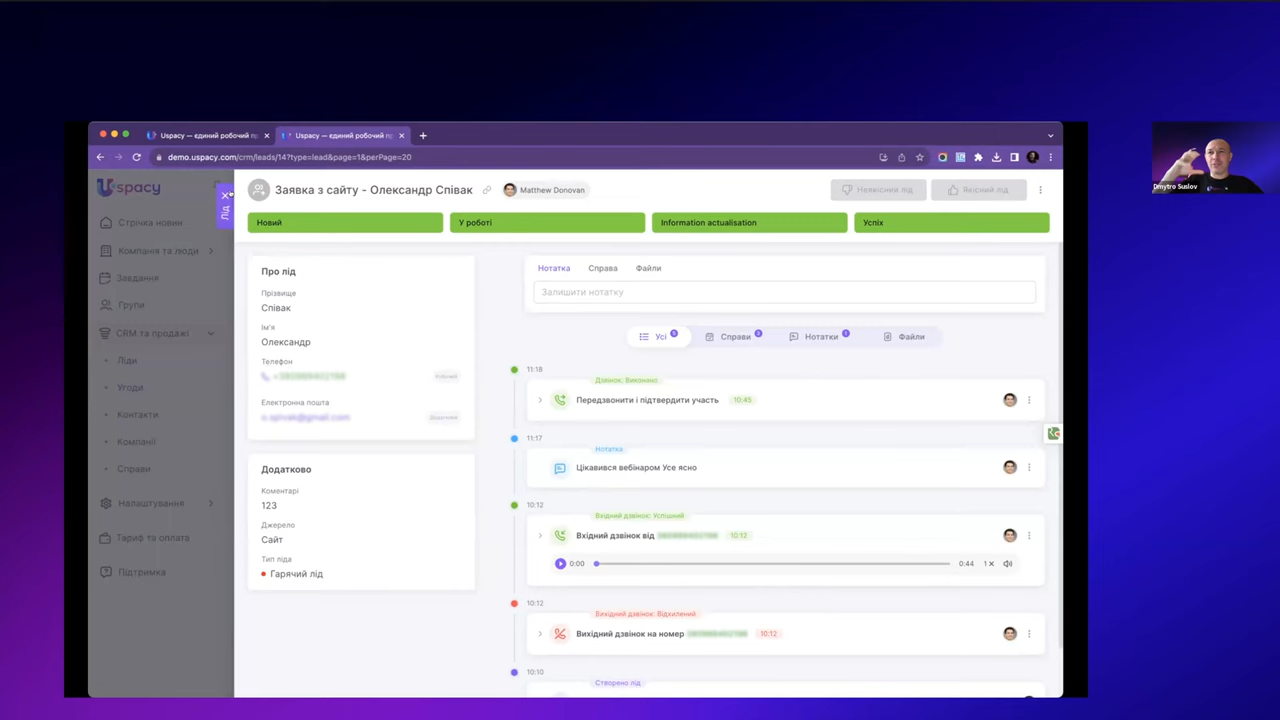 Uspacy — єдиний робочий п
Uspacy — єдиний робочий п
demo.uspacy.com/crm/leads/14?type=lead&page=1&perPage=20
Uspacy
Стрічка новин
Компанія та люди
Завдання
Групи
CRM та продажі
Ліди
Угоди
Контакти
Компанії
Справи
Налаштування
Тариф та оплата
Підтримка
Лід
Заявка з сайту - Олександр Співак
Matthew Donovan
Неякісний лід
Якісний лід
Новий
У роботі
Information actualisation
Успіх
Про лід
Прізвище
Співак
Ім'я
Олександр
Телефон
Робочий
Електронна пошта
Додаткова
Додатково
Коментарі
123
Джерело
Сайт
Тип ліда
Гарячий лід
Нотатка
Справа
Файли
Залишити нотатку
Усі 5
Справи
Нотатки 1
Файли
11:18
Дзвінок: Виконано
Передзвонити і підтвердити участь 10:45
11:17
Нотатка
Цікавився вебінаром Усе ясно
10:12
Вхідний дзвінок: Успішний
Вхідний дзвінок від 10:12
0:00 0:44 1×
10:12
Вихідний дзвінок: Відхилений
Вихідний дзвінок на номер 10:12
10:10
Створено лід
Dmytro Suslov